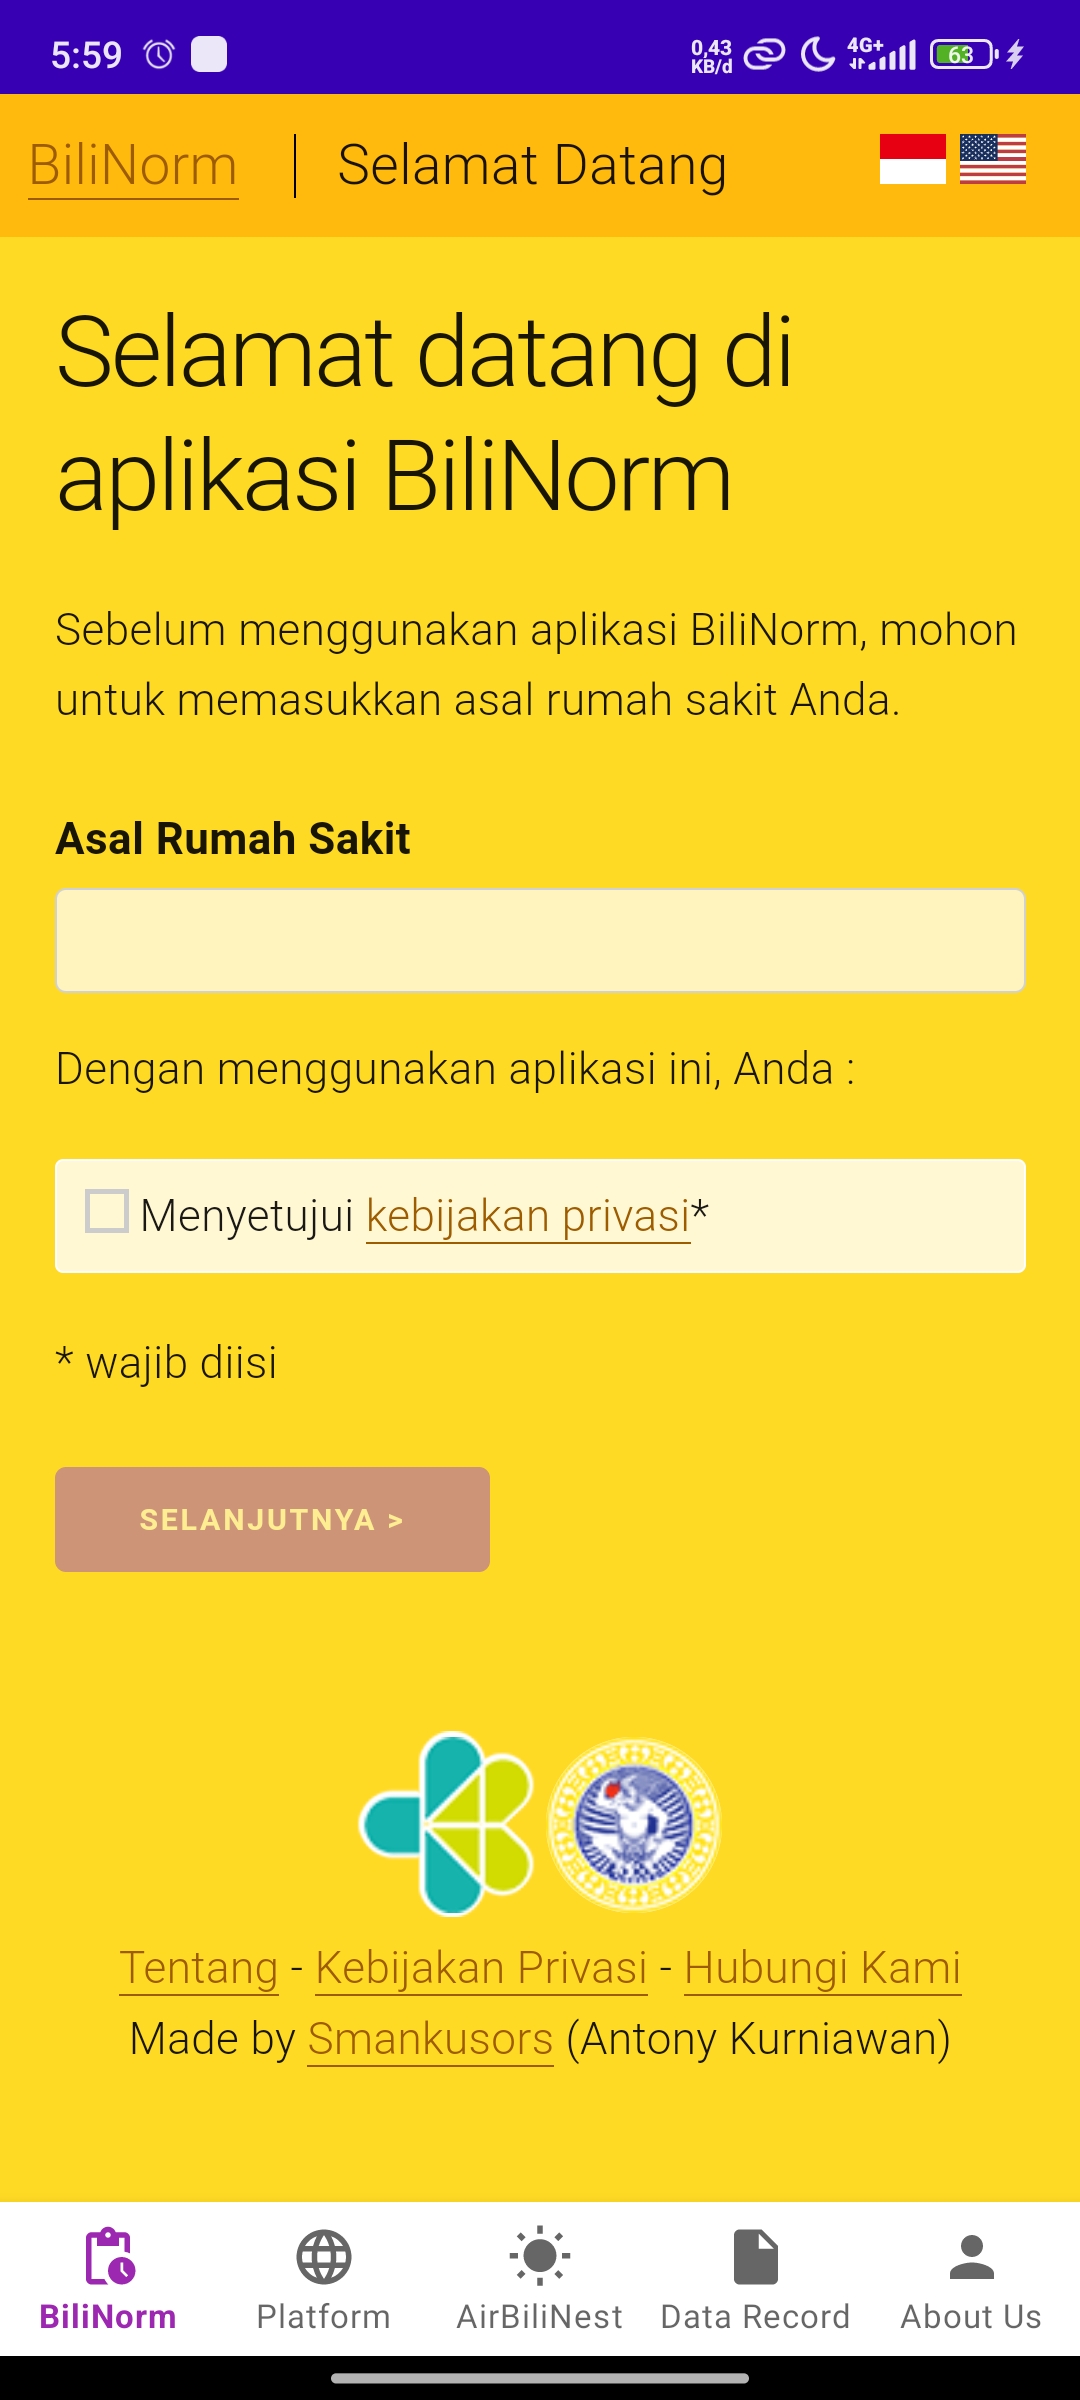 5:59
0,43
KB/d
4G+
63
BiliNorm
Selamat Datang
Selamat datang di
aplikasi BiliNorm
Sebelum menggunakan aplikasi BiliNorm, mohon
untuk memasukkan asal rumah sakit Anda.
Asal Rumah Sakit
Dengan menggunakan aplikasi ini, Anda :
Menyetujui kebijakan privasi*
* wajib diisi
SELANJUTNYA >
Tentang - Kebijakan Privasi - Hubungi Kami
Made by Smankusors (Antony Kurniawan)
BiliNorm
Platform
AirBiliNest
Data Record
About Us